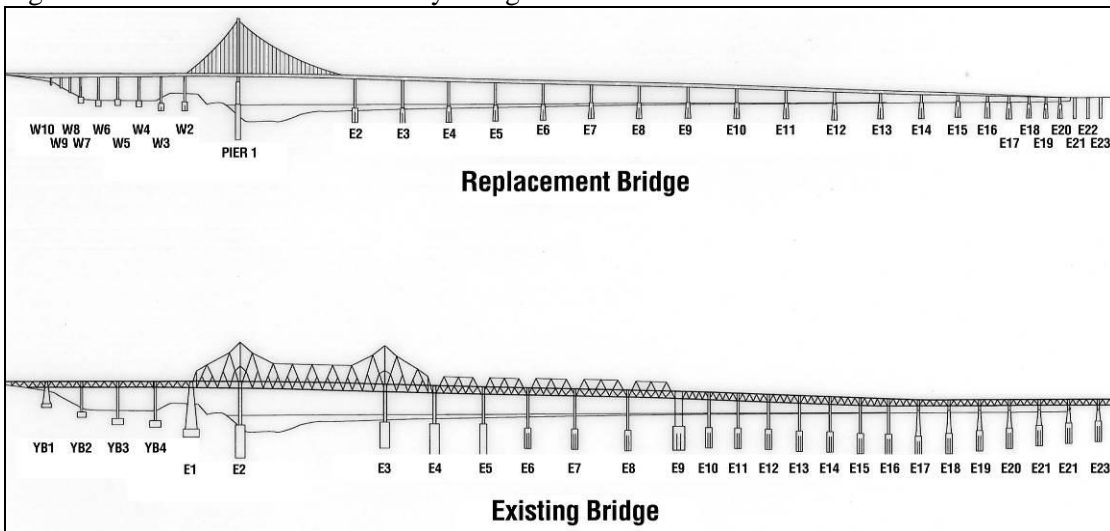 W10 W8 W6 W4 W2 E2 E3 E4 E5 E6 E7 E8 E9 E10 E11 E12 E13 E14 E15 E16 E18 E20 E22 E23
W9 W7 W5 W3 PIER 1 E17 E19 E21
Replacement Bridge
YB1 YB2 YB3 YB4 E1 E2 E3 E4 E5 E6 E7 E8 E9 E10 E11 E12 E13 E14 E15 E16 E17 E18 E19 E20 E21 E21 E23
Existing Bridge